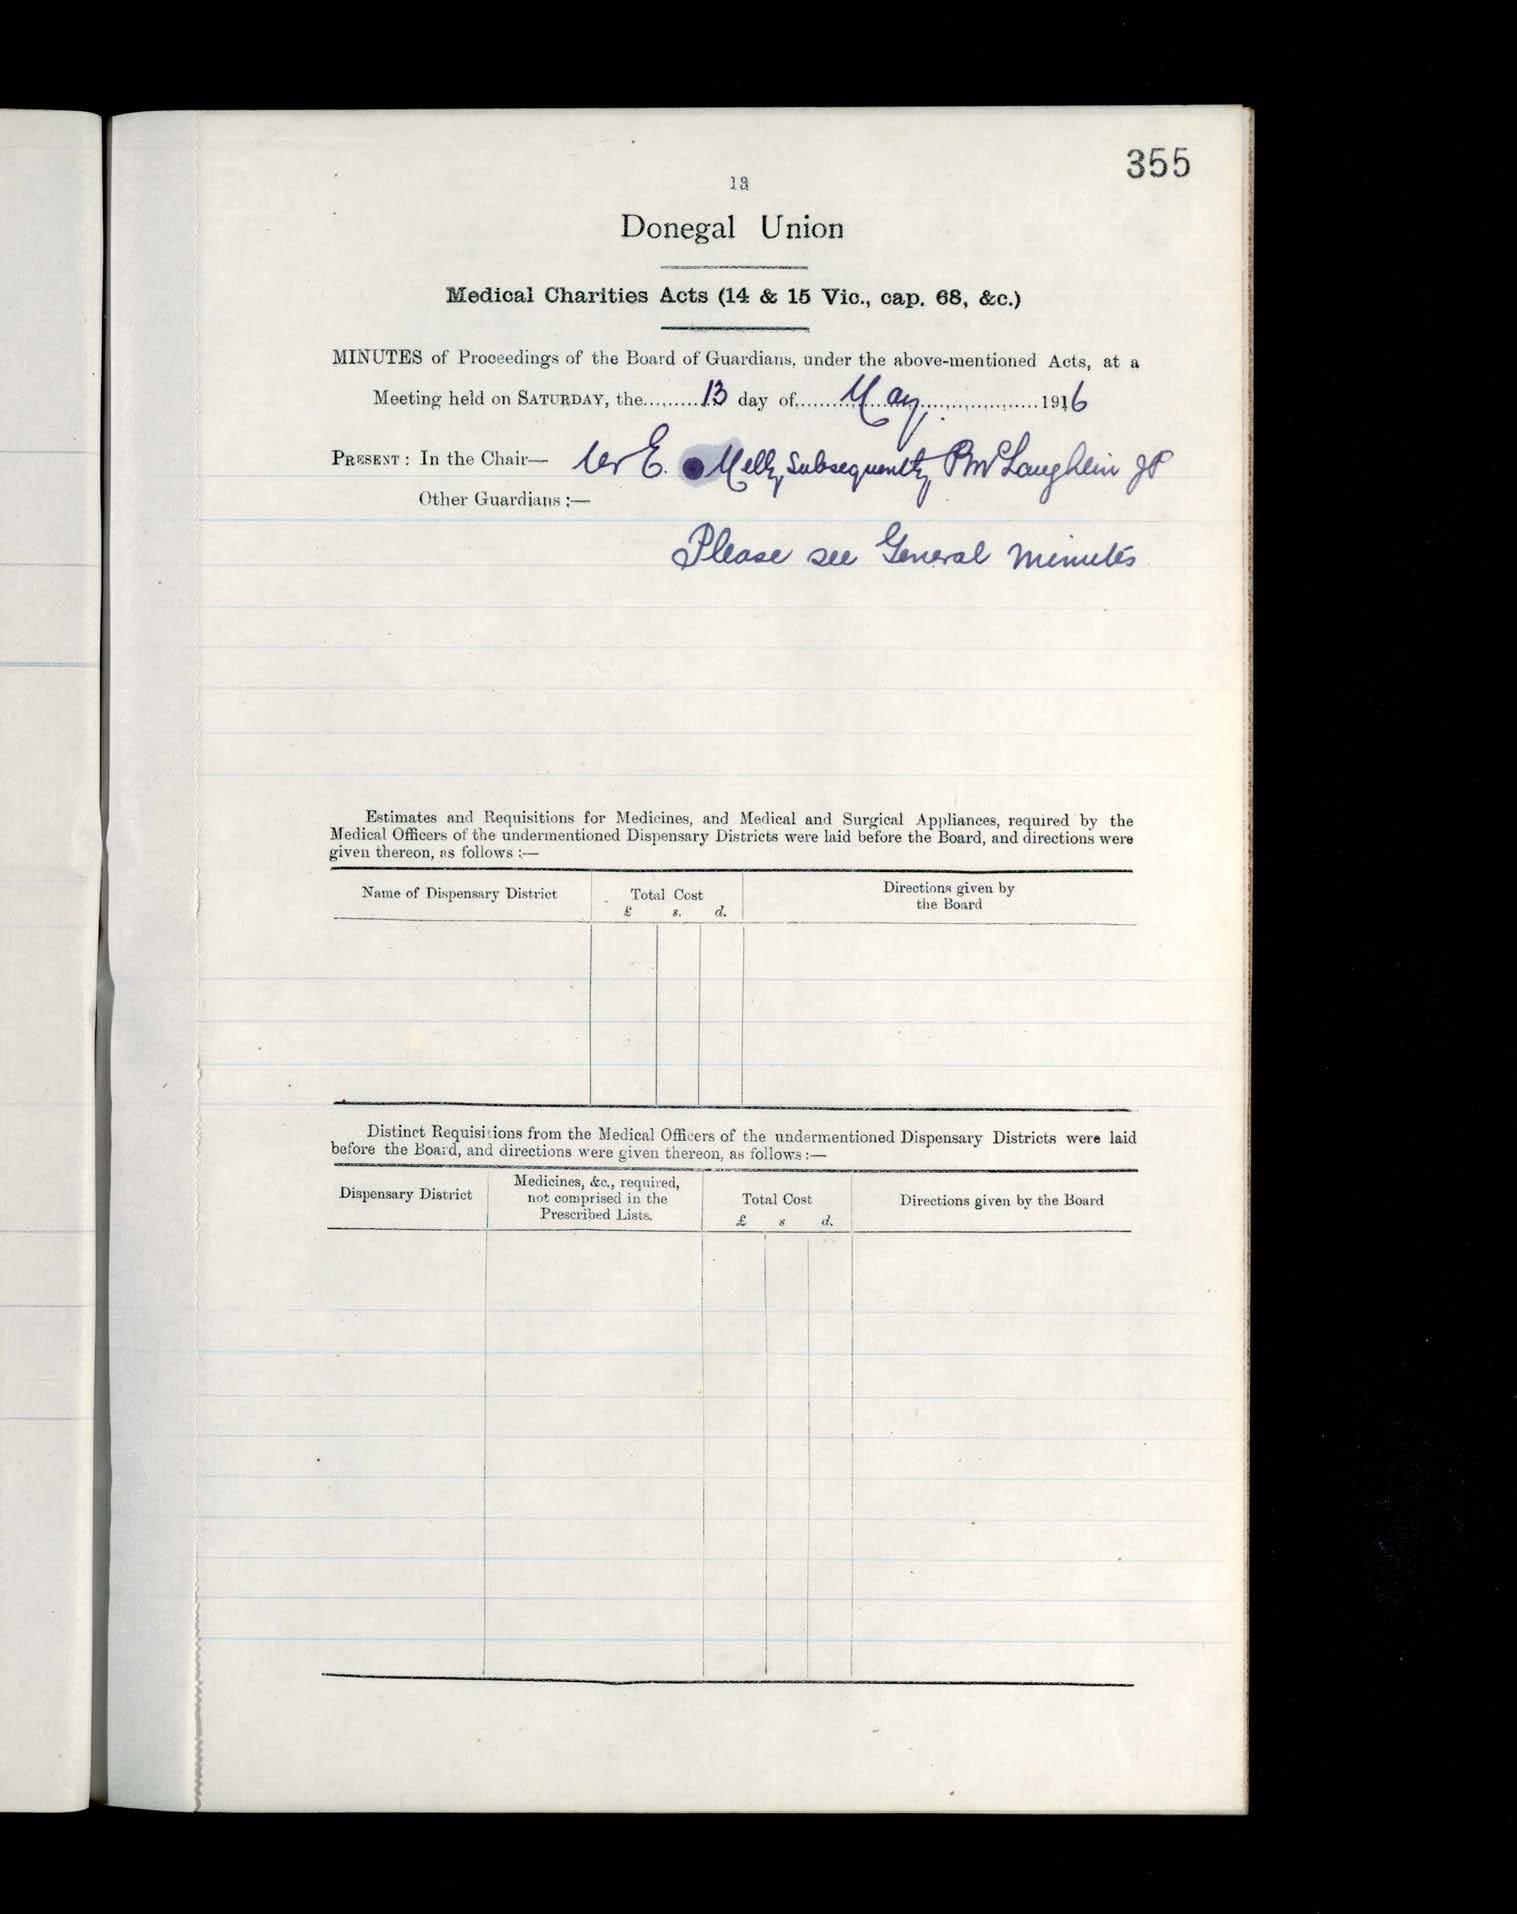 355
13
Donegal Union
Medical Charities Acts (14 & 15 Vic., cap. 68, &c.)
MINUTES of Proceedings of the Board of Guardians, under the above-mentioned Acts, at a
Meeting held on SATURDAY, the 13 day of May 1916
PRESENT : In the Chair— Mr E. Melly, Subsequently P McLaughlin JP
Other Guardians :—
Please see General Minutes
Estimates and Requisitions for Medicines, and Medical and Surgical Appliances, required by the
Medical Officers of the undermentioned Dispensary Districts were laid before the Board, and directions were
given thereon, as follows :—
Name of Dispensary District Total Cost Directions given by
the Board
£ s. d.
Distinct Requisitions from the Medical Officers of the undermentioned Dispensary Districts were laid
before the Board, and directions were given thereon, as follows :—
Dispensary District Medicines, &c., required,
not comprised in the
Prescribed Lists. Total Cost Directions given by the Board
£ s d.